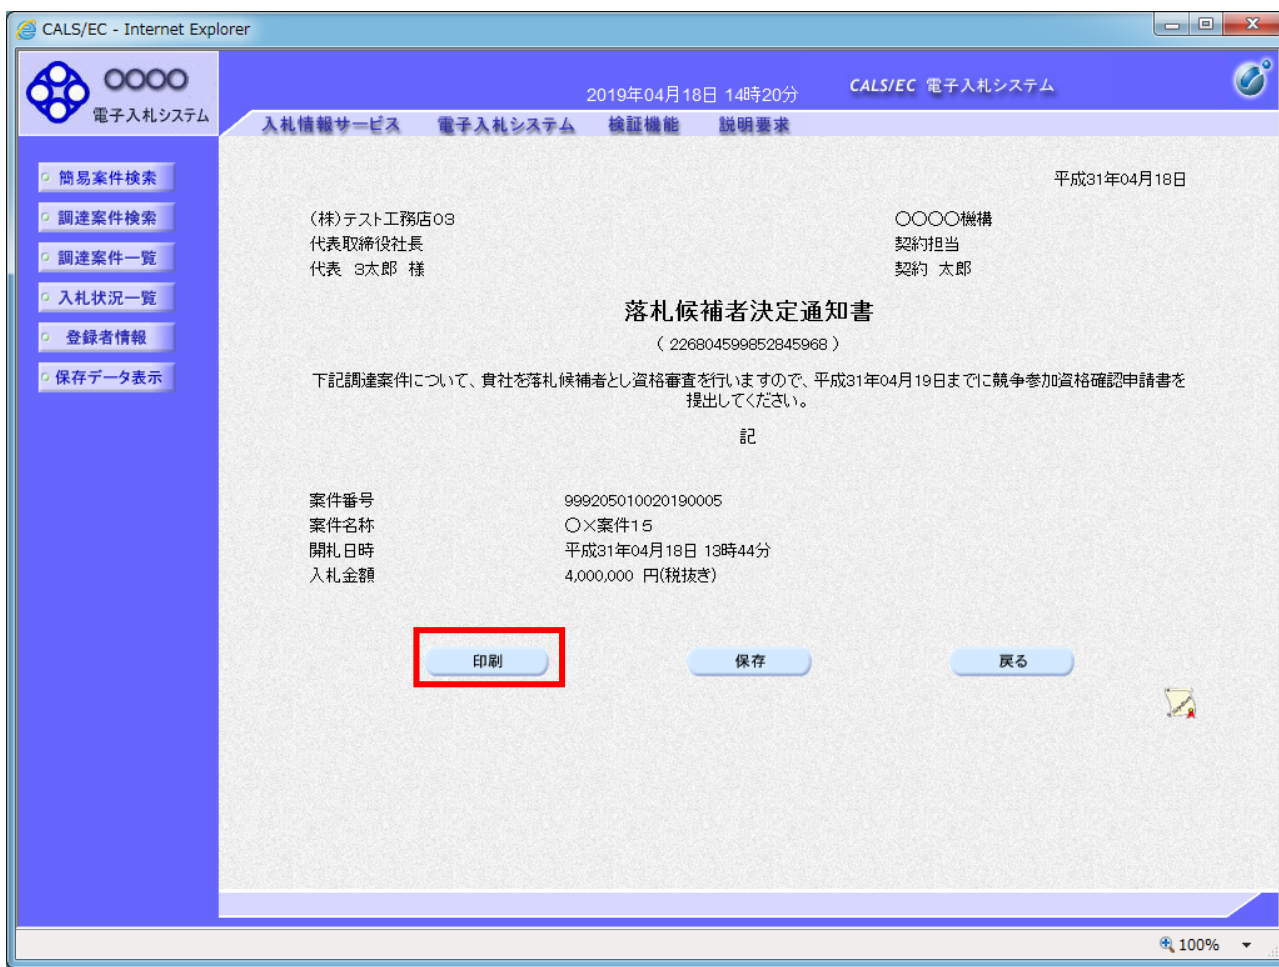 CALS/EC - Internet Explorer
○○○○
電子入札システム
2019年04月18日 14時20分
CALS/EC 電子入札システム
入札情報サービス 電子入札システム 検証機能 説明要求
簡易案件検索
調達案件検索
調達案件一覧
入札状況一覧
登録者情報
保存データ表示
平成31年04月18日
(株)テスト工務店03
代表取締役社長
代表 3太郎 様
○○○○機構
契約担当
契約 太郎
落札候補者決定通知書
( 226804599852845968 )
下記調達案件について、貴社を落札候補者とし資格審査を行いますので、平成31年04月19日までに競争参加資格確認申請書を
提出してください。
記
案件番号 999205010020190005
案件名称 ○×案件15
開札日時 平成31年04月18日 13時44分
入札金額 4,000,000 円(税抜き)
印刷 保存 戻る
100%